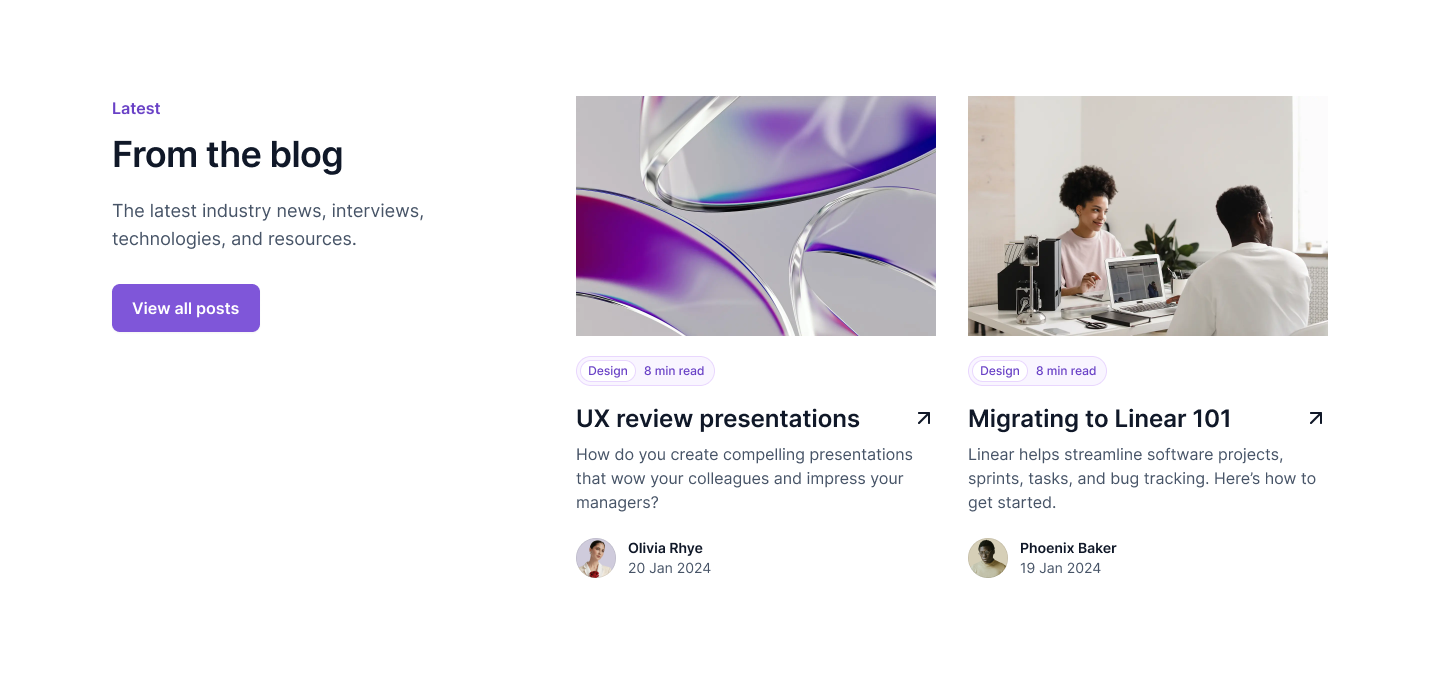 Latest
From the blog
The latest industry news, interviews,
technologies, and resources.
View all posts
Design 8 min read
UX review presentations
How do you create compelling presentations
that wow your colleagues and impress your
managers?
Olivia Rhye
20 Jan 2024
Design 8 min read
Migrating to Linear 101
Linear helps streamline software projects,
sprints, tasks, and bug tracking. Here’s how to
get started.
Phoenix Baker
19 Jan 2024